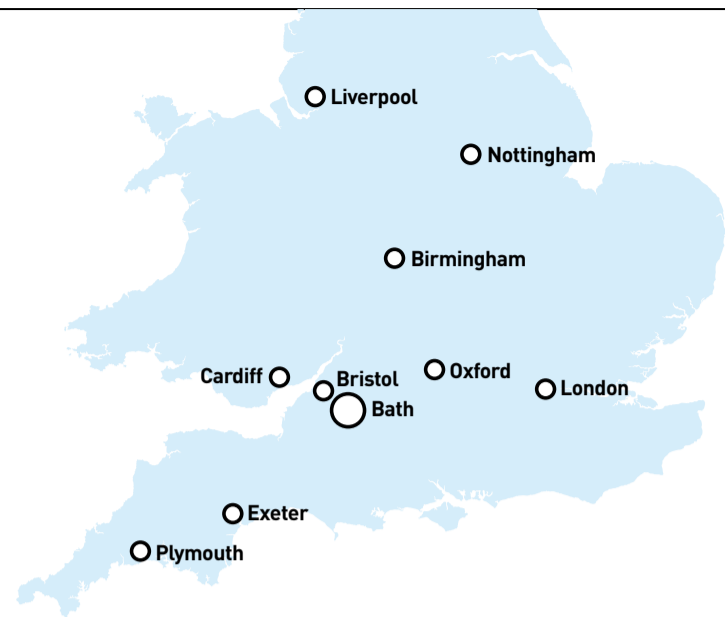 Liverpool
Nottingham
Birmingham
Cardiff
Bristol
Oxford
London
Bath
Exeter
Plymouth